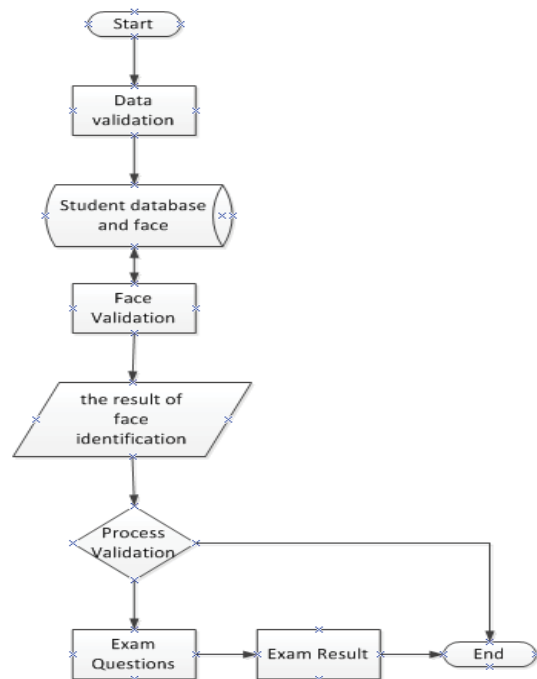 Start
Data
validation
Student database
and face
Face
Validation
the result of
face
identification
Process
Validation
Exam
Questions
Exam Result
End